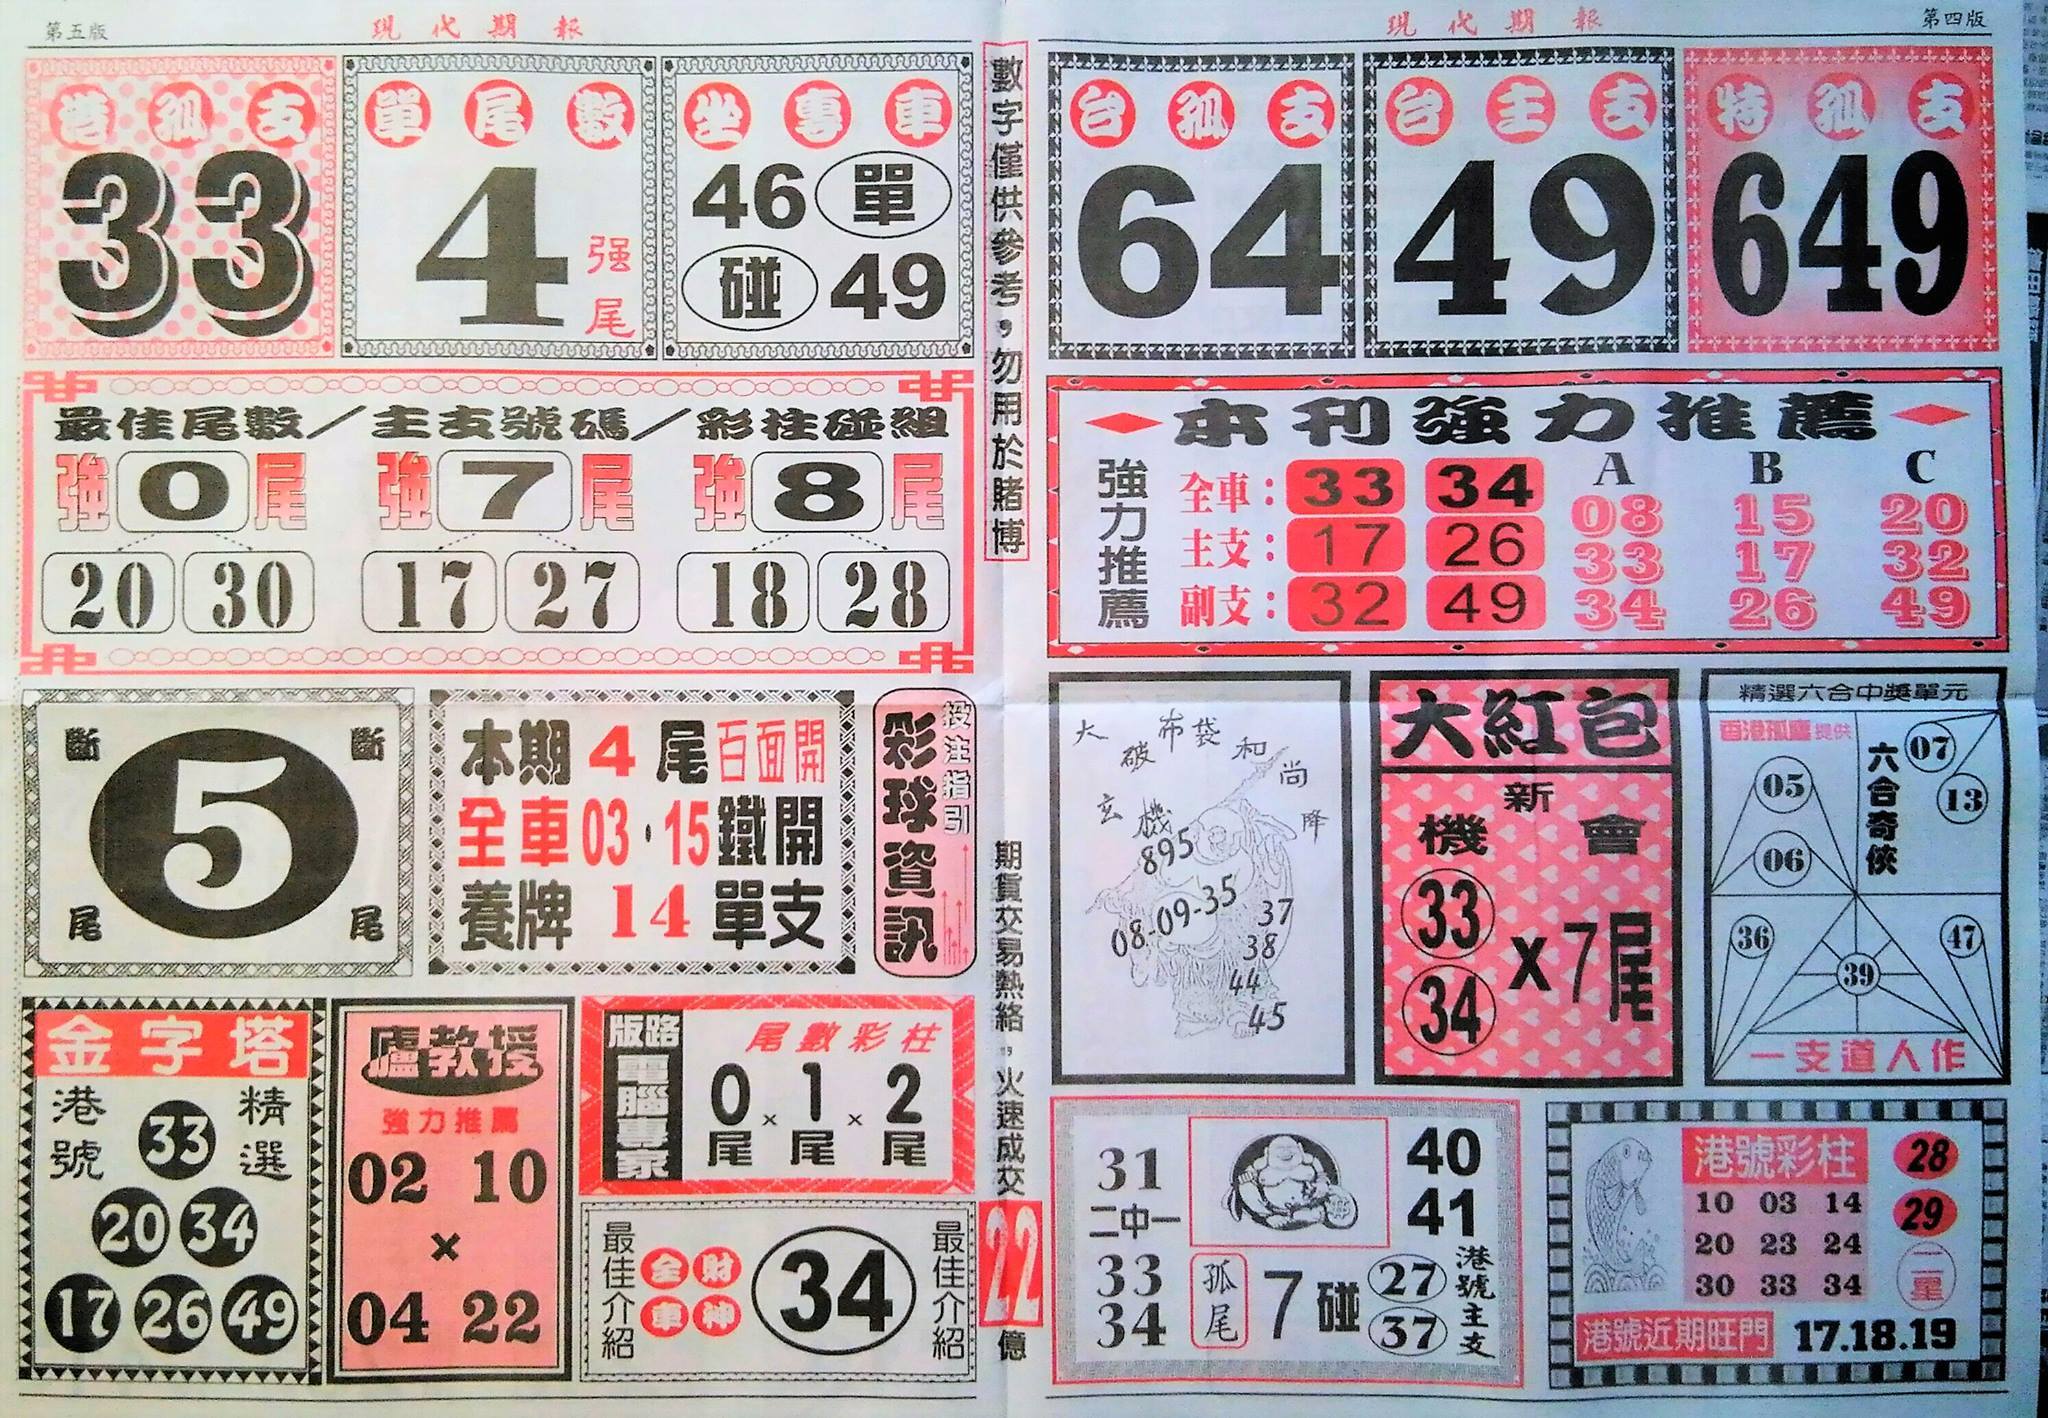 第五版
現代期報
港孤支
33
單尾數
4
强尾
坐專車
46 單
碰 49
最佳尾數/主支號碼/彩柱碰組
強 0 尾
20 30
強 7 尾
17 27
強 8 尾
18 28
斷 斷
5
尾 尾
本期 4 尾百面開
全車 03·15 鐵開
養牌 14 單支
投注指引
彩球資訊
金字塔
港號
精選
33
20 34
17 26 49
盧教授
強力推薦
02 10
×
04 22
版路
電腦專家
尾數彩柱
0尾×1尾×2尾
最佳介紹
全車
財神
34
最佳介紹
數字僅供參考,勿用於賭博
期貨交易熱絡,火速成交22億
現代期報
第四版
台孤支
64
台主支
49
特孤支
649
本刊強力推薦
強力推薦
全車:33 34
主支:17 26
副支:32 49
A B C
08 15 20
33 17 32
34 26 49
大破布袋和尚降
玄機
895
08-09-35
37
38
44
45
大紅包
新機會
33
34
x7尾
精選六合中獎單元
香港孤鷹提供
六合奇俠
07
13
05
06
36
47
39
一支道人作
31
二中一
33
34
40
41
孤尾
7碰
27
37
港號主支
港號彩柱
10 03 14
20 23 24
30 33 34
28
29
二星
港號近期旺門
17.18.19